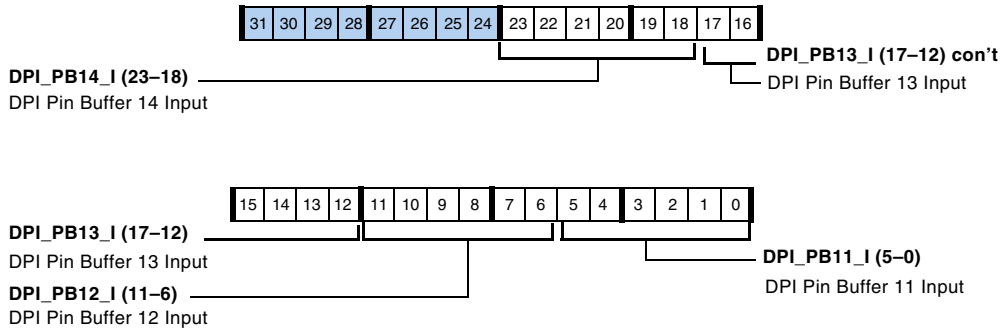 31 30 29 28 27 26 25 24 23 22 21 20 19 18 17 16
DPI_PB13_I (17–12) con't
DPI Pin Buffer 13 Input
DPI_PB14_I (23–18)
DPI Pin Buffer 14 Input
15 14 13 12 11 10 9 8 7 6 5 4 3 2 1 0
DPI_PB13_I (17–12)
DPI Pin Buffer 13 Input
DPI_PB11_I (5–0)
DPI Pin Buffer 11 Input
DPI_PB12_I (11–6)
DPI Pin Buffer 12 Input